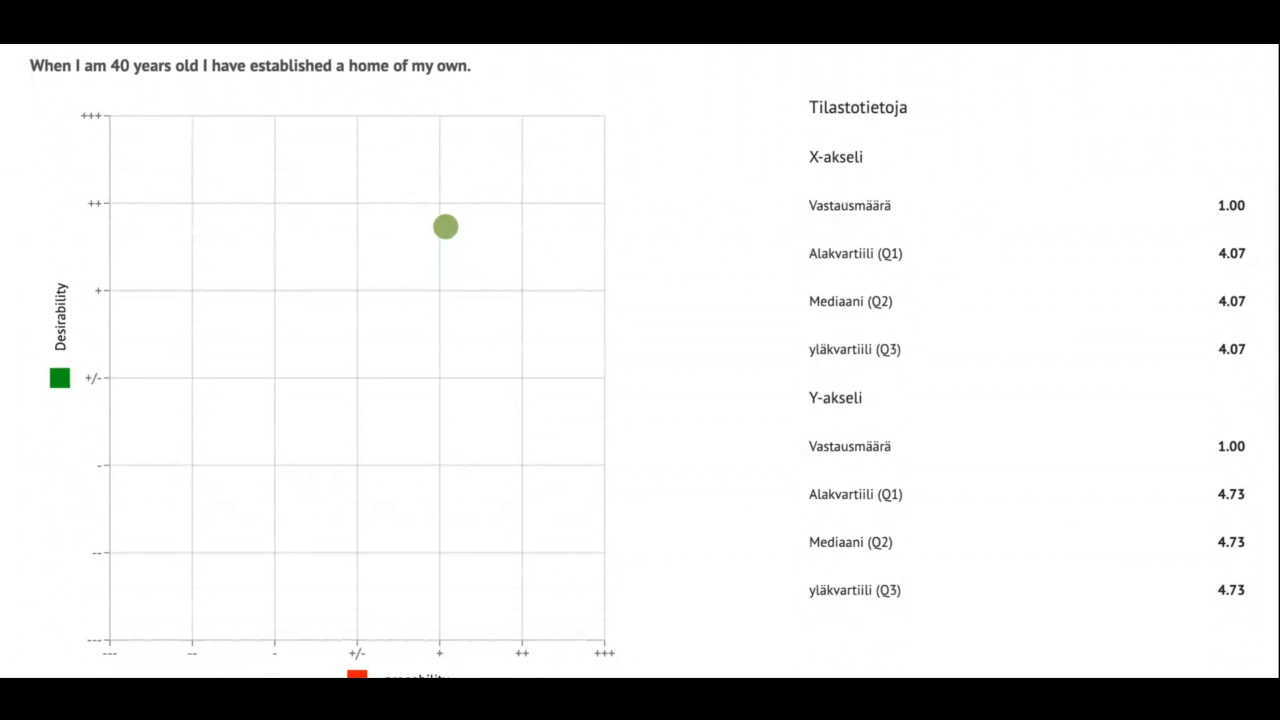 When I am 40 years old I have established a home of my own.
+++
++
+
+/-
-
--
---
Desirability
--- -- - +/- + ++ +++
probability
Tilastotietoja
X-akseli
Vastausmäärä 1.00
Alakvartiili (Q1) 4.07
Mediaani (Q2) 4.07
yläkvartiili (Q3) 4.07
Y-akseli
Vastausmäärä 1.00
Alakvartiili (Q1) 4.73
Mediaani (Q2) 4.73
yläkvartiili (Q3) 4.73